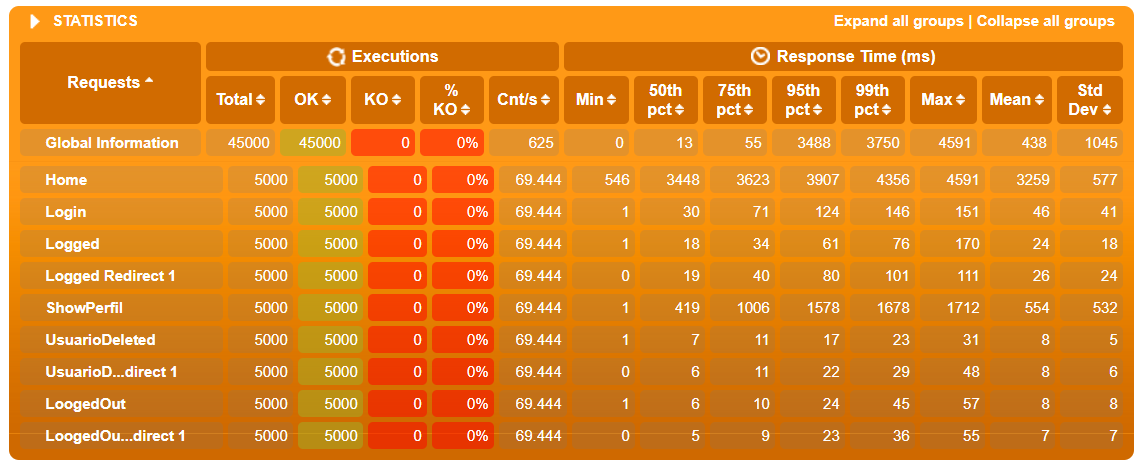 STATISTICS Expand all groups | Collapse all groups
Requests Executions Response Time (ms)
Total OK KO % KO Cnt/s Min 50th pct 75th pct 95th pct 99th pct Max Mean Std Dev
Global Information 45000 45000 0 0% 625 0 13 55 3488 3750 4591 438 1045
Home 5000 5000 0 0% 69.444 546 3448 3623 3907 4356 4591 3259 577
Login 5000 5000 0 0% 69.444 1 30 71 124 146 151 46 41
Logged 5000 5000 0 0% 69.444 1 18 34 61 76 170 24 18
Logged Redirect 1 5000 5000 0 0% 69.444 0 19 40 80 101 111 26 24
ShowPerfil 5000 5000 0 0% 69.444 1 419 1006 1578 1678 1712 554 532
UsuarioDeleted 5000 5000 0 0% 69.444 1 7 11 17 23 31 8 5
UsuarioD...direct 1 5000 5000 0 0% 69.444 0 6 11 22 29 48 8 6
LoogedOut 5000 5000 0 0% 69.444 1 6 10 24 45 57 8 8
LoogedOu...direct 1 5000 5000 0 0% 69.444 0 5 9 23 36 55 7 7